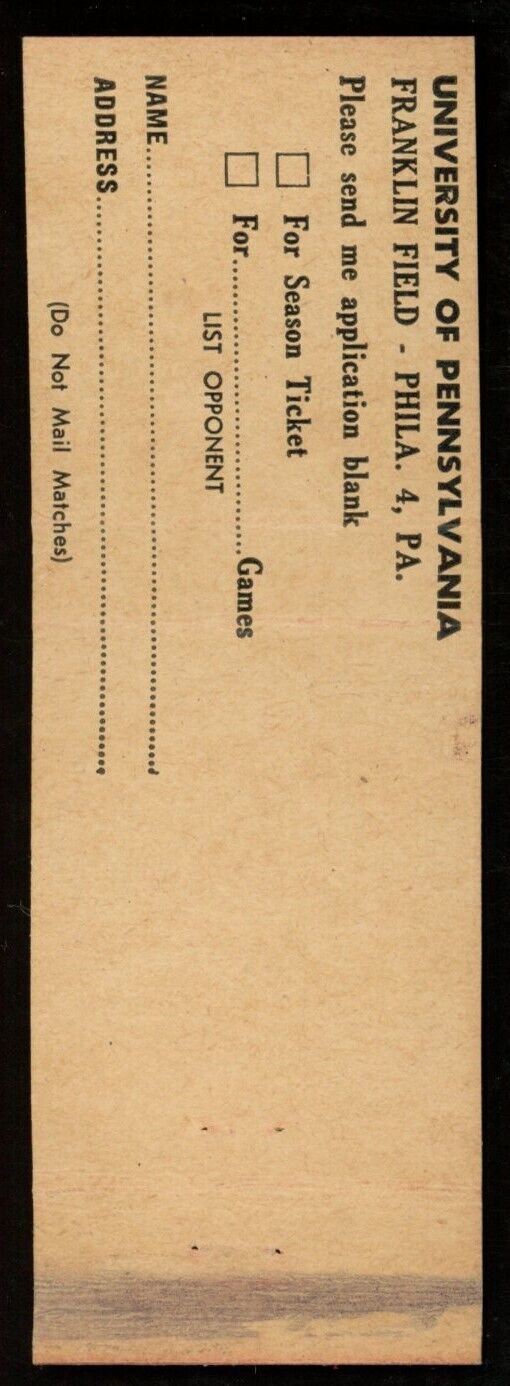 UNIVERSITY OF PENNSYLVANIA
FRANKLIN FIELD - PHILA. 4, PA.
Please send me application blank
☐ For Season Ticket
☐ For..............................Games
LIST OPPONENT
NAME............................................................
ADDRESS........................................................
(Do Not Mail Matches)